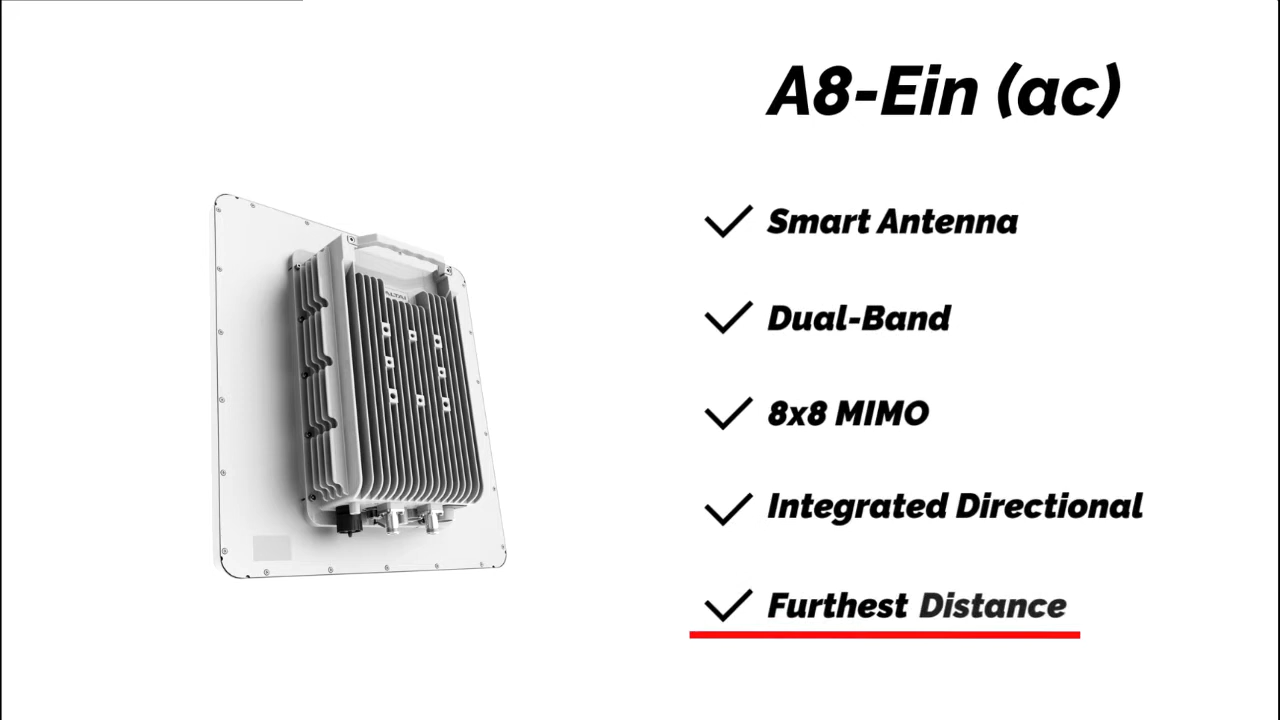 A8-Ein (ac)
Smart Antenna
Dual-Band
8x8 MIMO
Integrated Directional
Furthest Distance